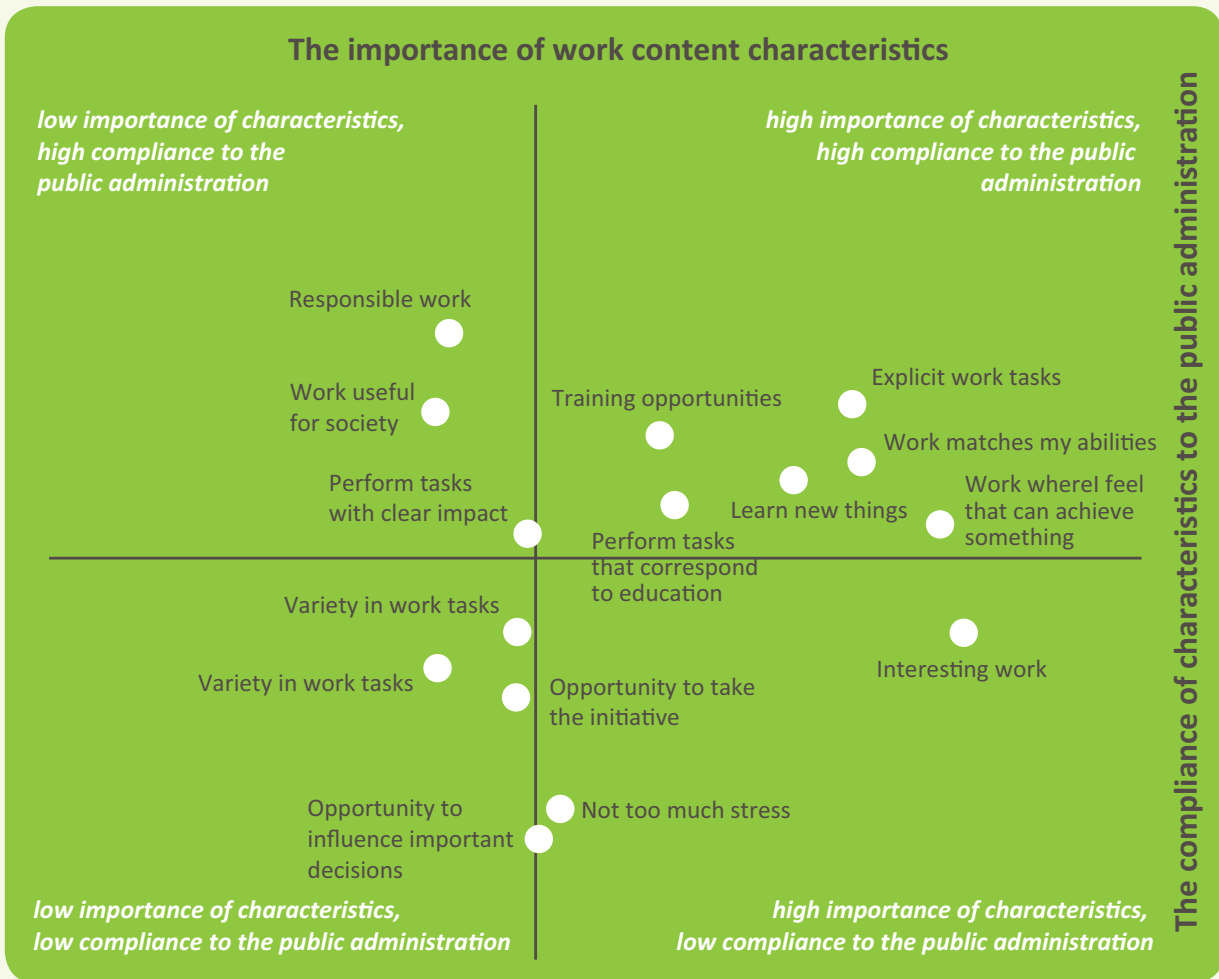 The importance of work content characteristics
low importance of characteristics,
high compliance to the
public administration
high importance of characteristics,
high compliance to the public
administration
The compliance of characteristics to the public administration
Responsible work
Work useful
for society
Perform tasks
with clear impact
Training opportunities
Explicit work tasks
Work matches my abilities
Learn new things
Work whereI feel
that can achieve
something
Perform tasks
that correspond
to education
Variety in work tasks
Variety in work tasks
Opportunity to take
the initiative
Interesting work
Opportunity to
influence important
decisions
Not too much stress
low importance of characteristics,
low compliance to the public administration
high importance of characteristics,
low compliance to the public administration